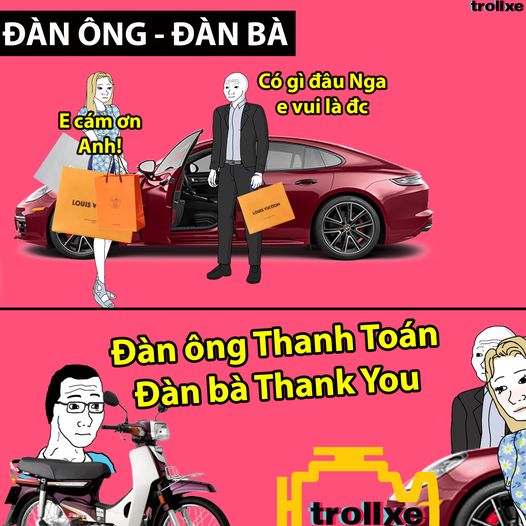 trollxe
ĐÀN ÔNG - ĐÀN BÀ
Có gì đâu Nga
e vui là đc
E cám ơn
Anh!
LOUIS VUITTON
Đàn ông Thanh Toán
Đàn bà Thank You
trollxe